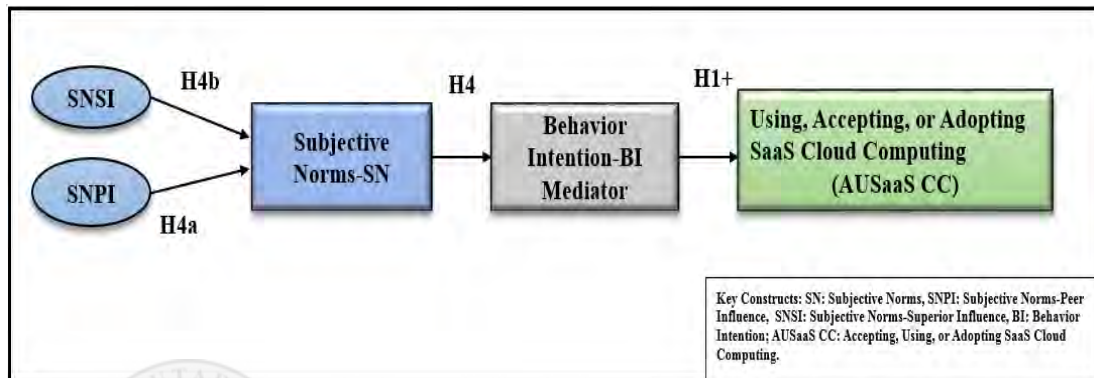 H4b
H4
H1+
SNSI
SNPI
H4a
Subjective
Norms-SN
Behavior
Intention-BI
Mediator
Using, Accepting, or Adopting
SaaS Cloud Computing
(AUSaaS CC)
Key Constructs: SN: Subjective Norms, SNPI: Subjective Norms-Peer
Influence, SNSI: Subjective Norms-Superior Influence, BI: Behavior
Intention; AUSaaS CC: Accepting, Using, or Adopting SaaS Cloud
Computing.